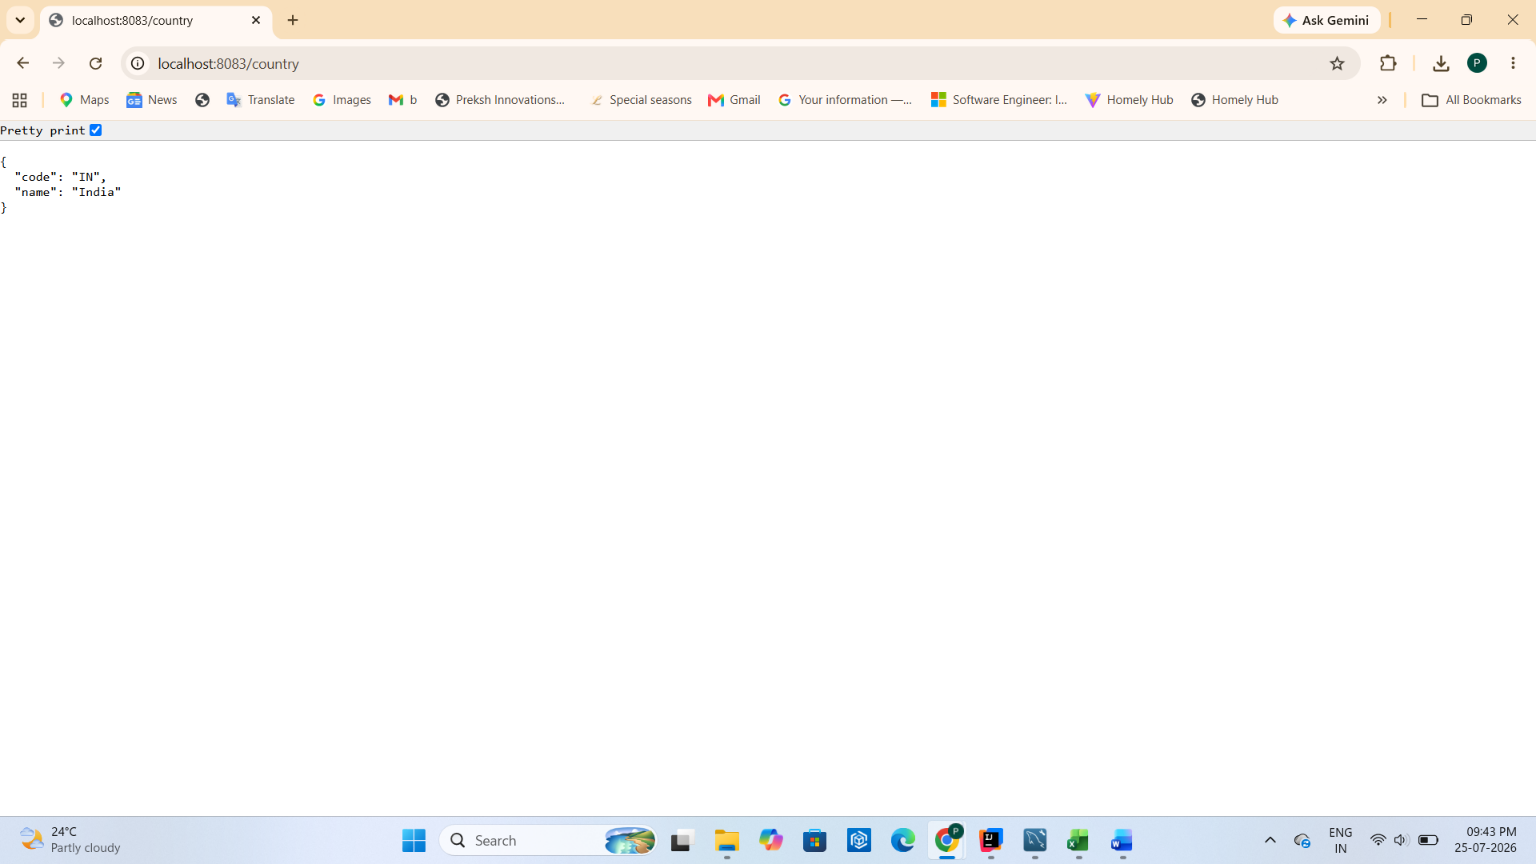 localhost:8083/country
Ask Gemini
localhost:8083/country
P
Maps
News
Translate
Images
b
Preksh Innovations...
Special seasons
Gmail
Your information —...
Software Engineer: I...
Homely Hub
Homely Hub
»
All Bookmarks
Pretty print
{
"code": "IN",
"name": "India"
}
24°C
Partly cloudy
Search
P
ENG
IN
09:43 PM
25-07-2026